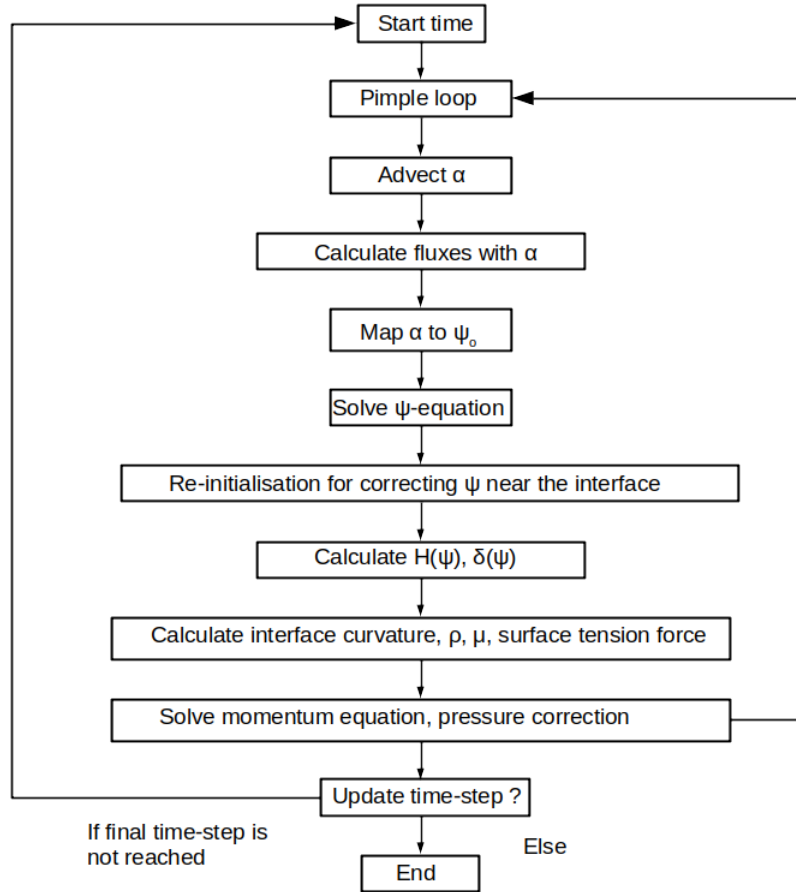 Start time
Pimple loop
Advect α
Calculate fluxes with α
Map α to ψₒ
Solve ψ-equation
Re-initialisation for correcting ψ near the interface
Calculate H(ψ), δ(ψ)
Calculate interface curvature, ρ, μ, surface tension force
Solve momentum equation, pressure correction
Update time-step ?
If final time-step is
not reached
Else
End